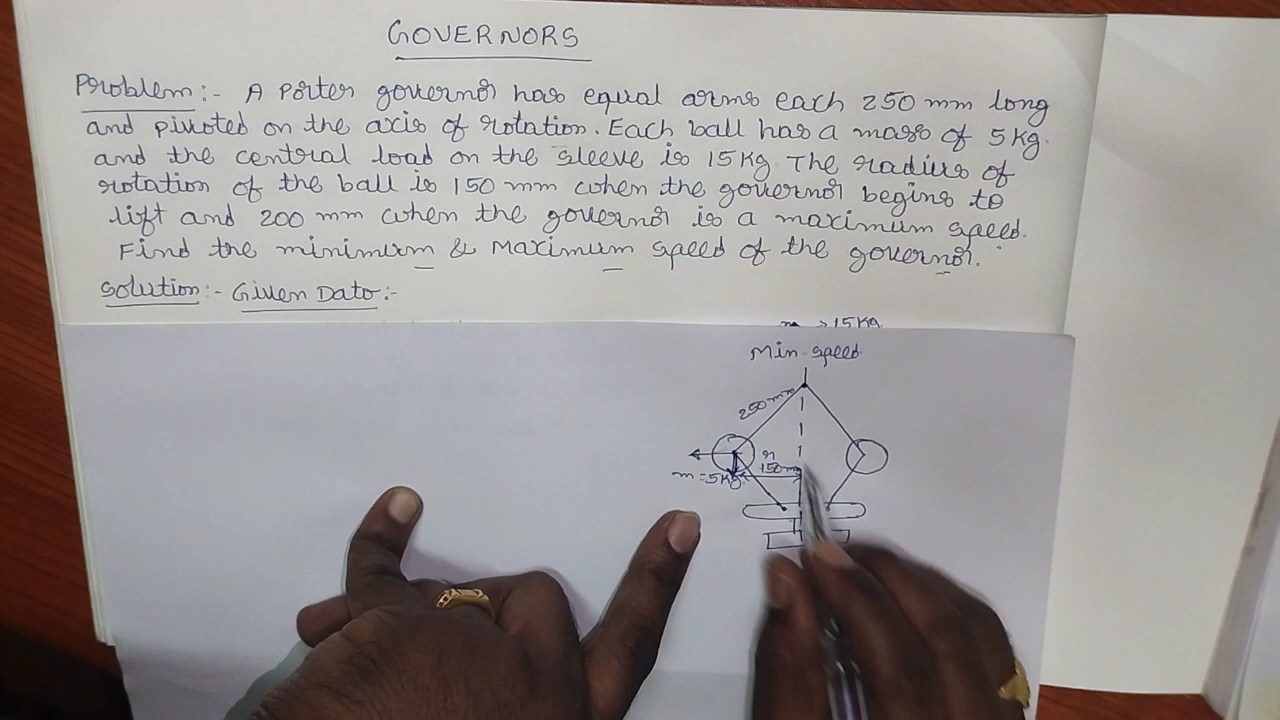 GOVERNORS
Problem:- A Porter governor has equal arms each 250 mm long
and pivoted on the axis of rotation. Each ball has a mass of 5 Kg.
and the central load on the sleeve is 15 Kg. The radius of
rotation of the ball is 150 mm when the governor begins to
lift and 200 mm when the governor is a maximum speed.
Find the minimum & Maximum speed of the governor.
Solution:- Given Data:-
15 Kg
Min. speed
250 mm
r
150 m
m = 5 Kg